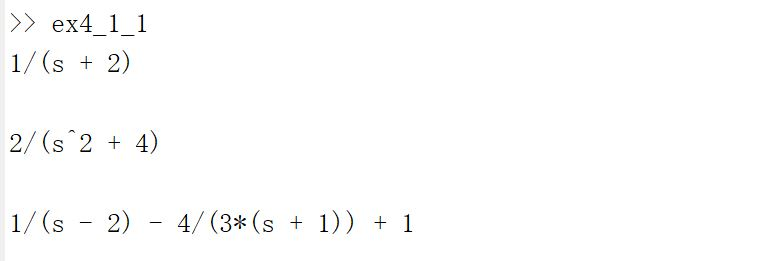 >> ex4_1_1
1/(s + 2)
2/(s^2 + 4)
1/(s - 2) - 4/(3*(s + 1)) + 1